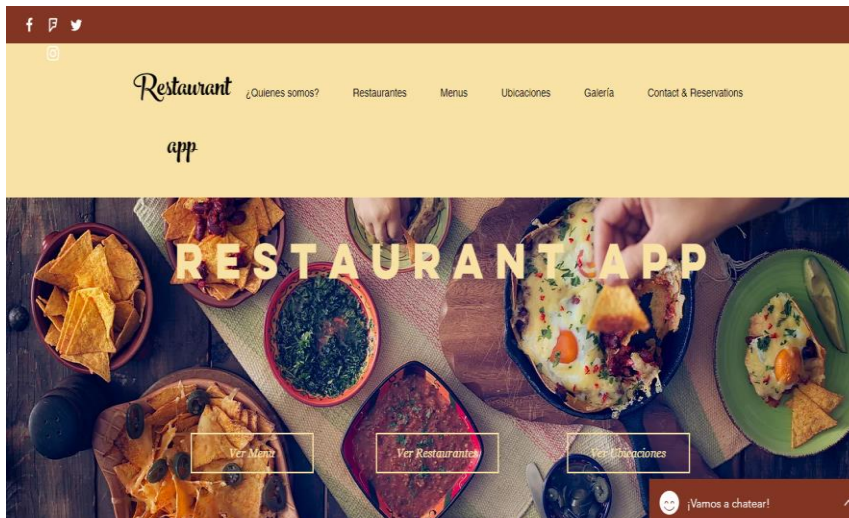 Restaurant
app
¿Quienes somos? Restaurantes Menus Ubicaciones Galería Contact & Reservations
RESTAURANT APP
Ver Menu Ver Restaurantes Ver Ubicaciones
¡Vamos a chatear!